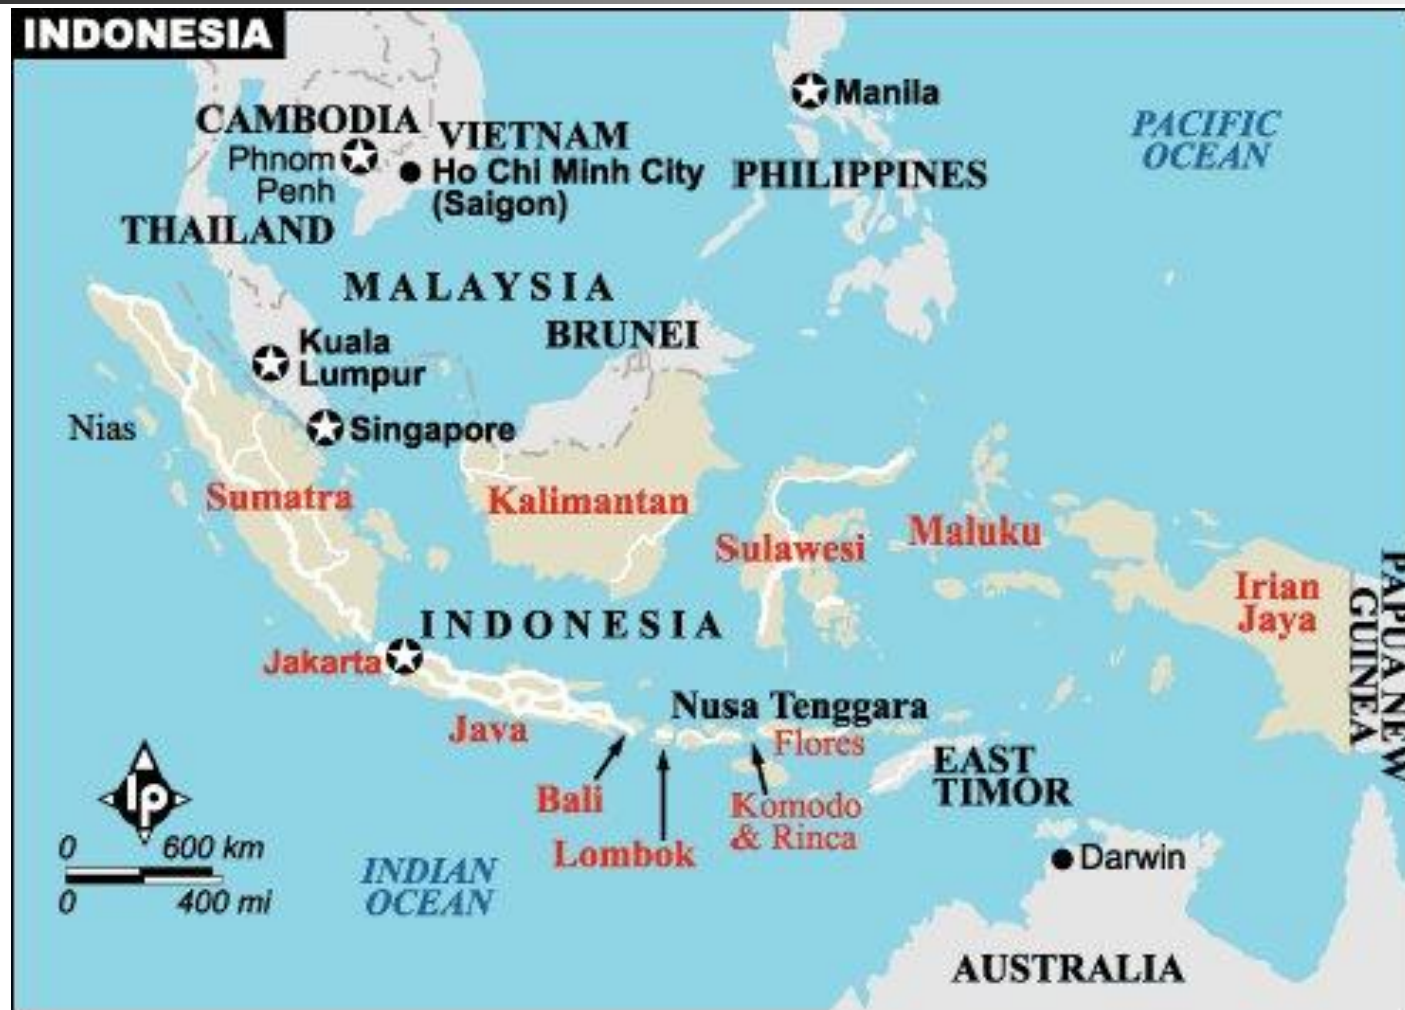 INDONESIA
Manila
CAMBODIA
PACIFIC
OCEAN
VIETNAM
Phnom
Penh
Ho Chi Minh City
(Saigon)
PHILIPPINES
THAILAND
MALAYSIA
BRUNEI
Kuala
Lumpur
Nias
Singapore
Sumatra
Kalimantan
Sulawesi
Maluku
Irian
Jaya
PAPUA NEW
GUINEA
INDONESIA
Jakarta
Nusa Tenggara
Java
Flores
EAST
TIMOR
Bali
Komodo
& Rinca
Lombok
lp
0 600 km
0 400 mi
INDIAN
OCEAN
Darwin
AUSTRALIA